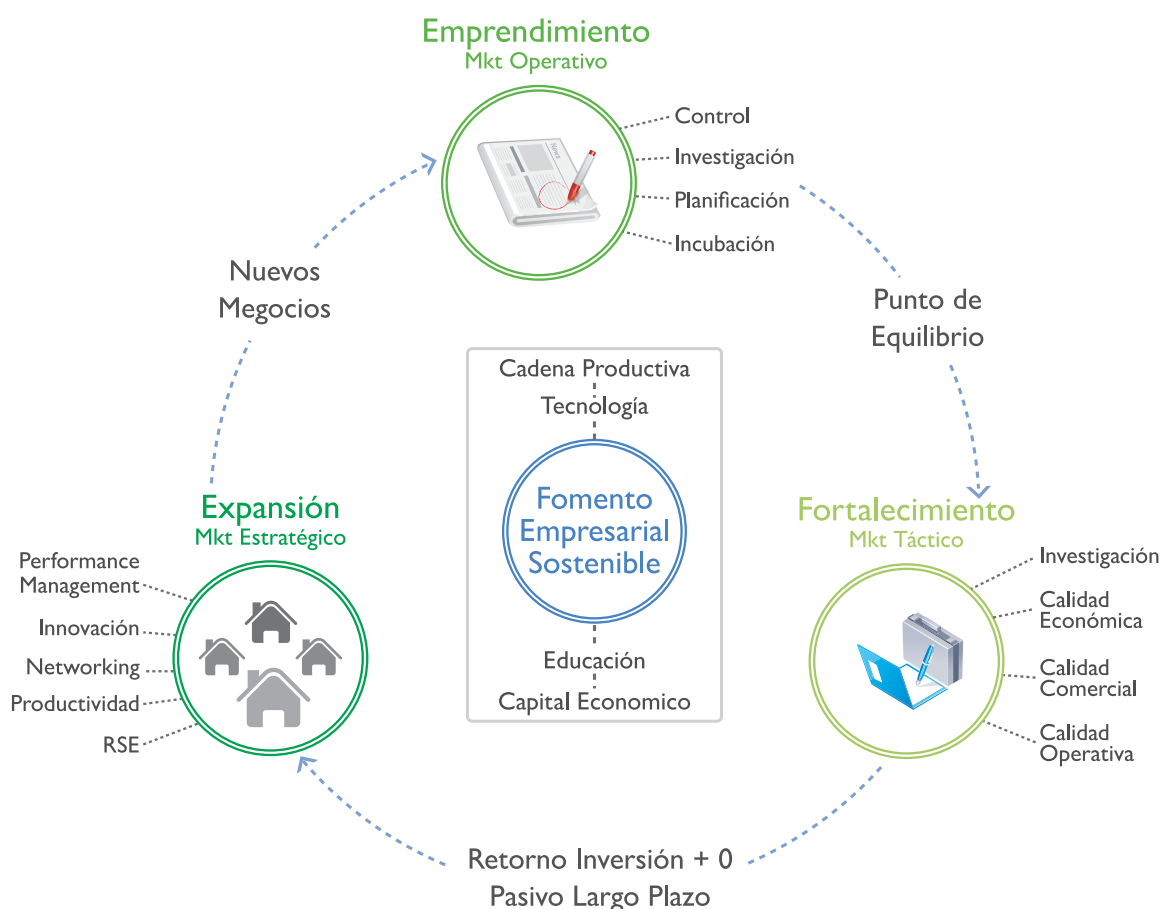 Emprendimiento
Mkt Operativo
News
Control
Investigación
Planificación
Incubación
Nuevos
Megocios
Punto de
Equilibrio
Cadena Productiva
Tecnología
Fomento
Empresarial
Sostenible
Educación
Capital Economico
Expansión
Mkt Estratégico
Performance
Management
Innovación
Networking
Productividad
RSE
Fortalecimiento
Mkt Táctico
Investigación
Calidad
Económica
Calidad
Comercial
Calidad
Operativa
Retorno Inversión + 0
Pasivo Largo Plazo